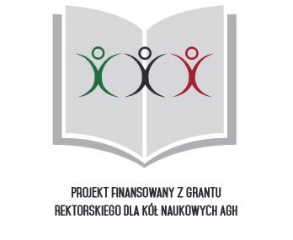 PROJEKT FINANSOWANY Z GRANTU
REKTORSKIEGO DLA KÓŁ NAUKOWYCH AGH